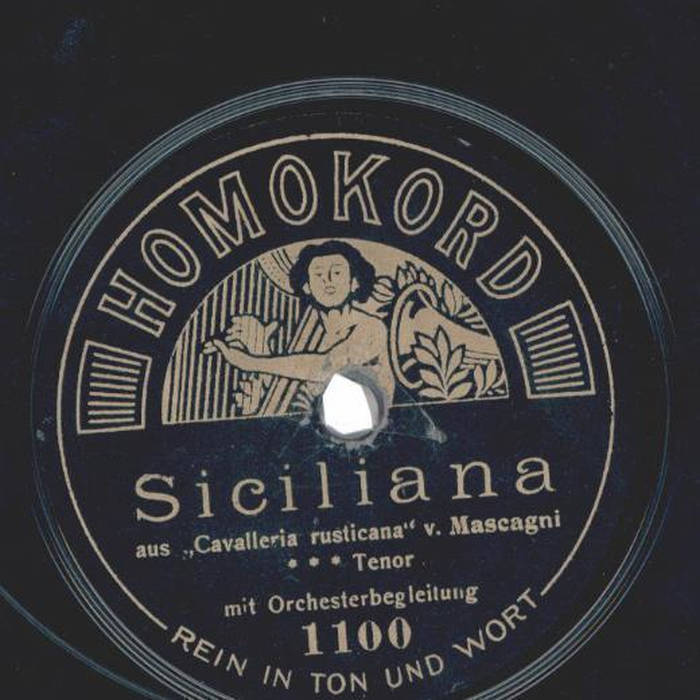 HOMOKORD
Siciliana
aus „Cavalleria rusticana“ v. Mascagni
* * * Tenor
mit Orchesterbegleitung
1100
REIN IN TON UND WORT